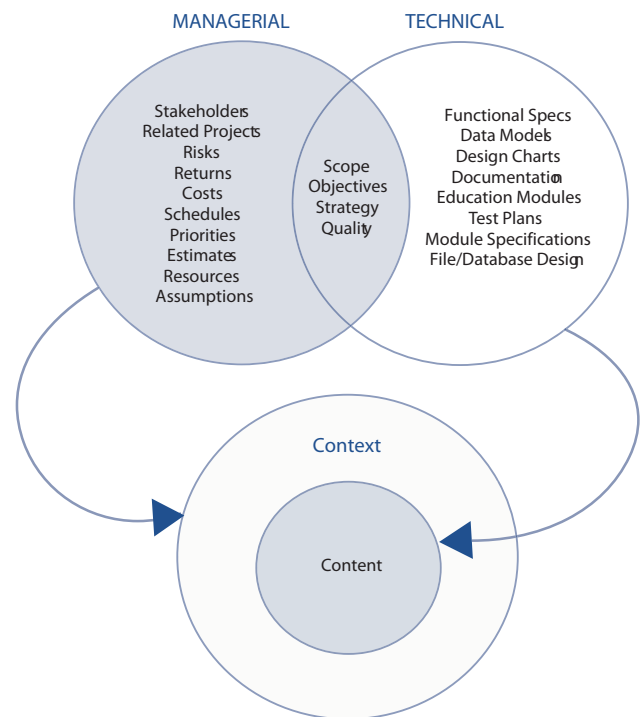 MANAGERIAL
TECHNICAL
Stakeholders
Related Projects
Risks
Returns
Costs
Schedules
Priorities
Estimates
Resources
Assumptions
Scope
Objectives
Strategy
Quality
Functional Specs
Data Models
Design Charts
Documentation
Education Modules
Test Plans
Module Specifications
File/Database Design
Context
Content